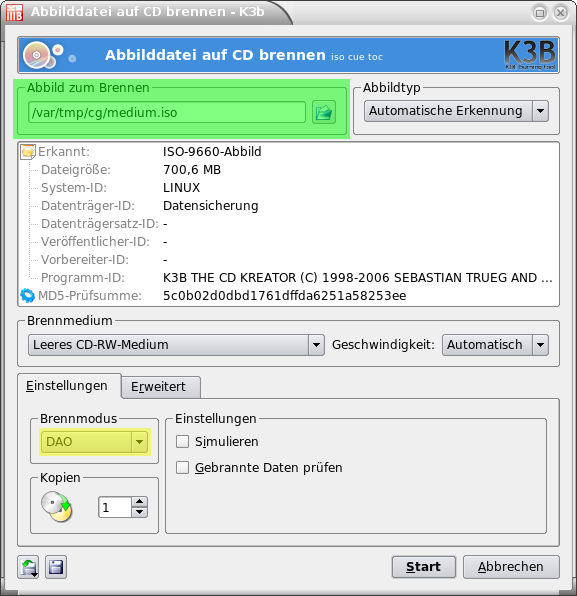 Abbilddatei auf CD brennen - K3b
Abbilddatei auf CD brennen iso cue toc
K3B
Abbild zum Brennen
Abbildtyp
/var/tmp/cg/medium.iso
Automatische Erkennung
Erkannt: ISO-9660-Abbild
Dateigröße: 700,6 MB
System-ID: LINUX
Datenträger-ID: Datensicherung
Datenträgersatz-ID: -
Veröffentlicher-ID: -
Vorbereiter-ID: -
Programm-ID: K3B THE CD KREATOR (C) 1998-2006 SEBASTIAN TRUEG AND ...
MD5-Prüfsumme: 5c0b02d0dbd1761dffda6251a58253ee
Brennmedium
Leeres CD-RW-Medium
Geschwindigkeit: Automatisch
Einstellungen
Erweitert
Brennmodus
DAO
Einstellungen
Simulieren
Gebrannte Daten prüfen
Kopien
1
Start
Abbrechen